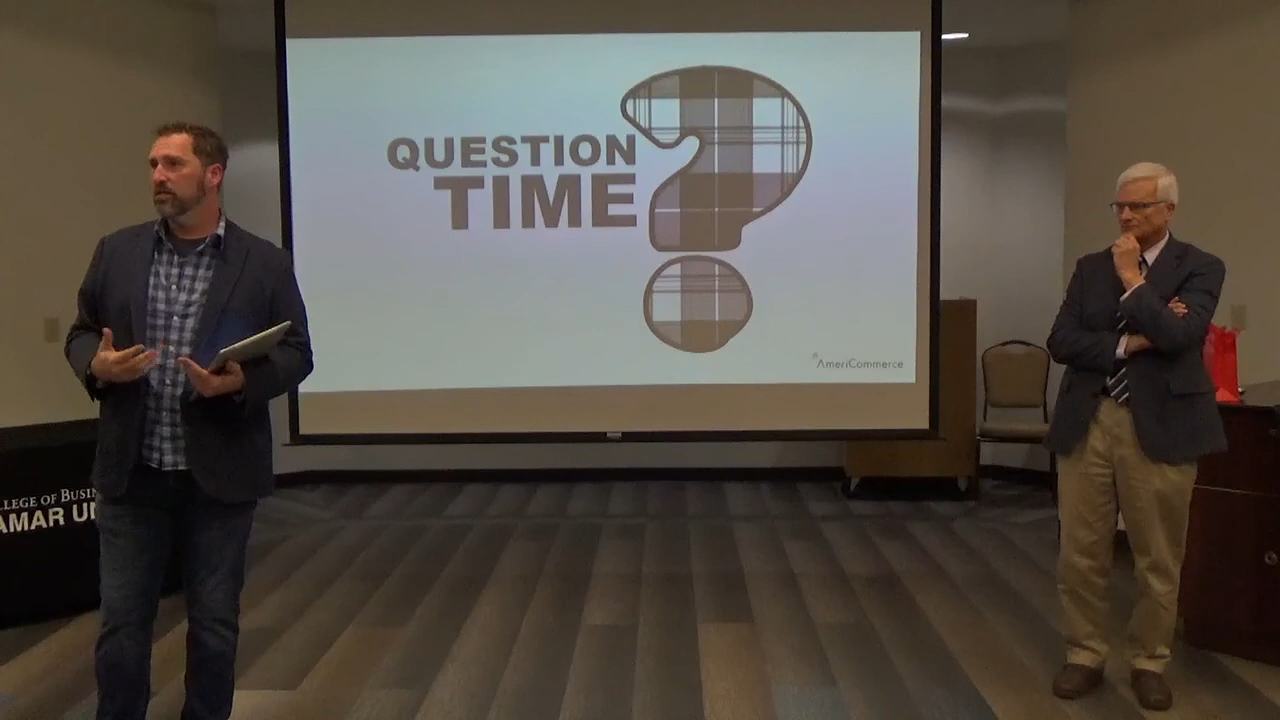 QUESTION
TIME
AmeriCommerce
LLEGE OF BUSIN
AMAR UN